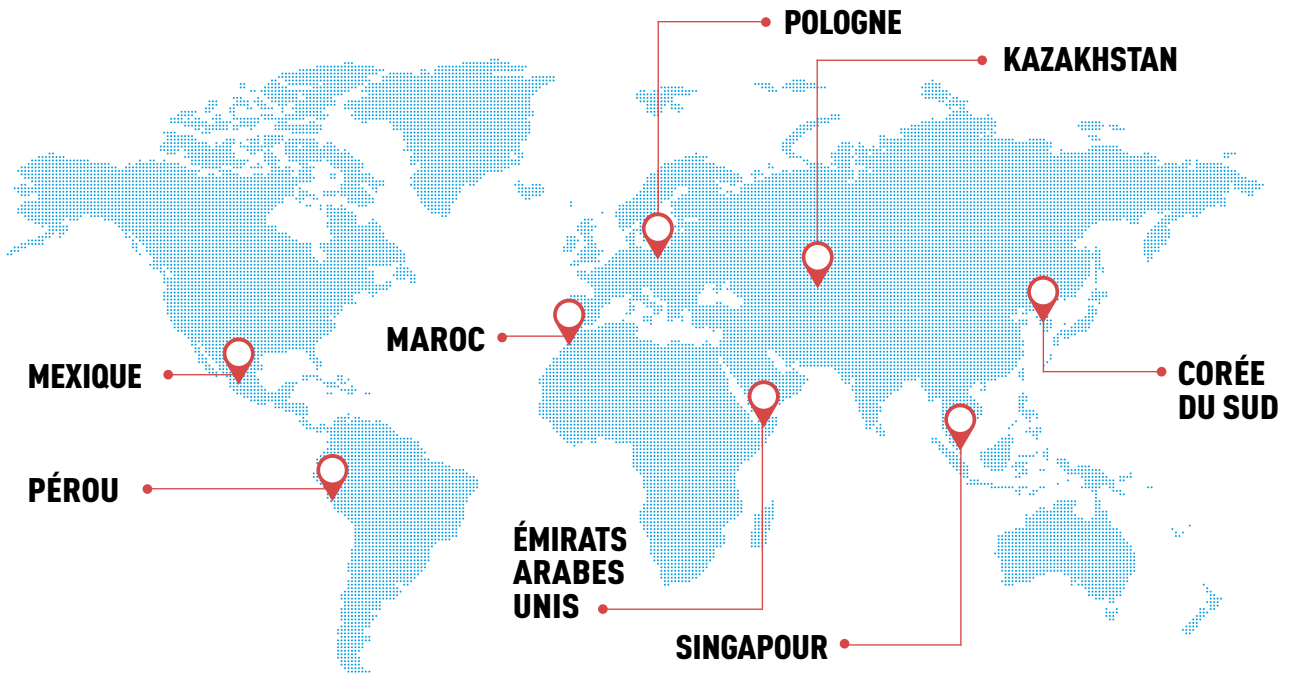 POLOGNE
KAZAKHSTAN
MAROC
MEXIQUE
CORÉE
DU SUD
PÉROU
ÉMIRATS
ARABES
UNIS
SINGAPOUR